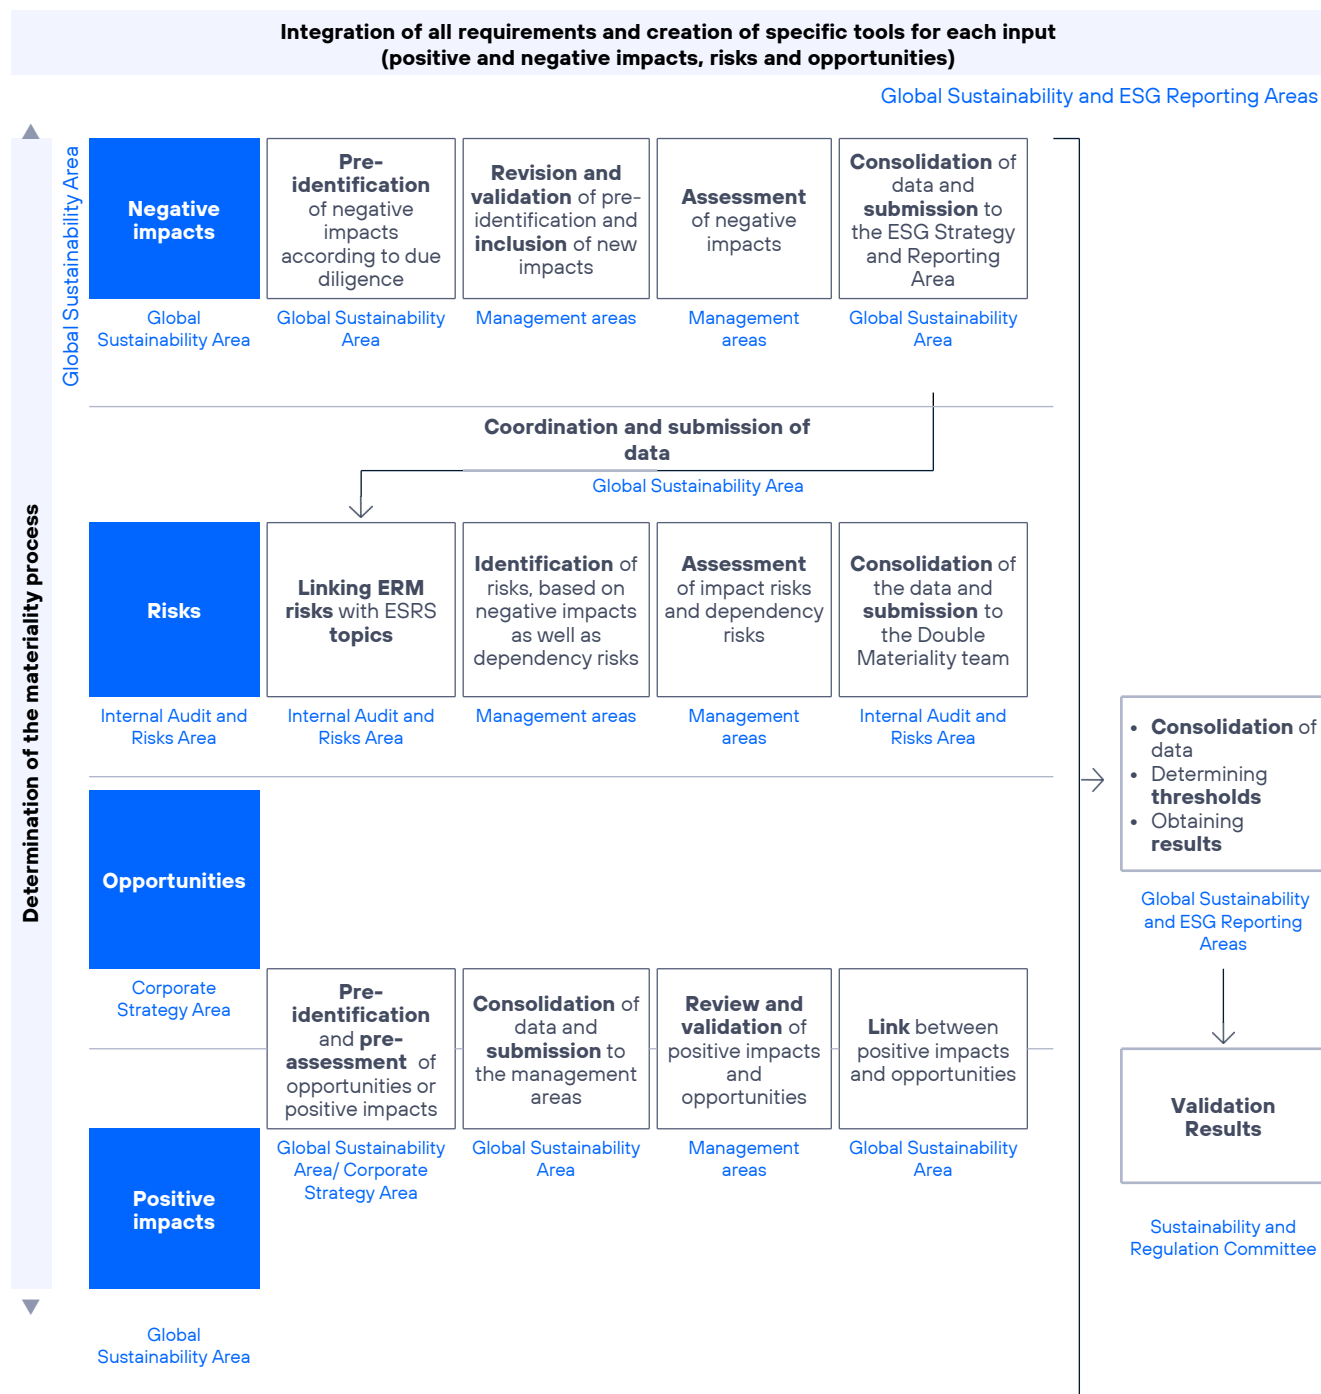 Integration of all requirements and creation of specific tools for each input
(positive and negative impacts, risks and opportunities)
Global Sustainability and ESG Reporting Areas
Determination of the materiality process
Global Sustainability Area
Negative
impacts
Global
Sustainability Area
Pre-
identification
of negative
impacts
according to due
diligence
Global Sustainability
Area
Revision and
validation of pre-
identification and
inclusion of new
impacts
Management areas
Assessment
of negative
impacts
Management
areas
Consolidation of
data and
submission to
the ESG Strategy
and Reporting
Area
Global Sustainability
Area
Coordination and submission of
data
Global Sustainability Area
Risks
Internal Audit and
Risks Area
Linking ERM
risks with ESRS
topics
Internal Audit and
Risks Area
Identification of
risks, based on
negative impacts
as well as
dependency risks
Management areas
Assessment
of impact risks
and dependency
risks
Management
areas
Consolidation of
the data and
submission to
the Double
Materiality team
Internal Audit and
Risks Area
Opportunities
Corporate
Strategy Area
Pre-
identification
and pre-
assessment of
opportunities or
positive impacts
Global Sustainability
Area/ Corporate
Strategy Area
Consolidation of
data and
submission to
the management
areas
Global Sustainability
Area
Review and
validation of
positive impacts
and
opportunities
Management
areas
Link between
positive impacts
and opportunities
Global Sustainability
Area
Positive
impacts
Global
Sustainability Area
• Consolidation of
data
• Determining
thresholds
• Obtaining
results
Global Sustainability
and ESG Reporting
Areas
Validation
Results
Sustainability and
Regulation Committee